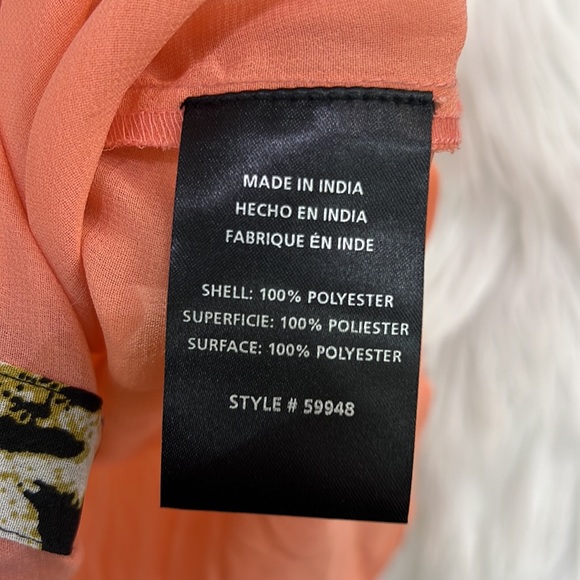 MADE IN INDIA
HECHO EN INDIA
FABRIQUE ÉN INDE
SHELL: 100% POLYESTER
SUPERFICIE: 100% POLIESTER
SURFACE: 100% POLYESTER
STYLE # 59948